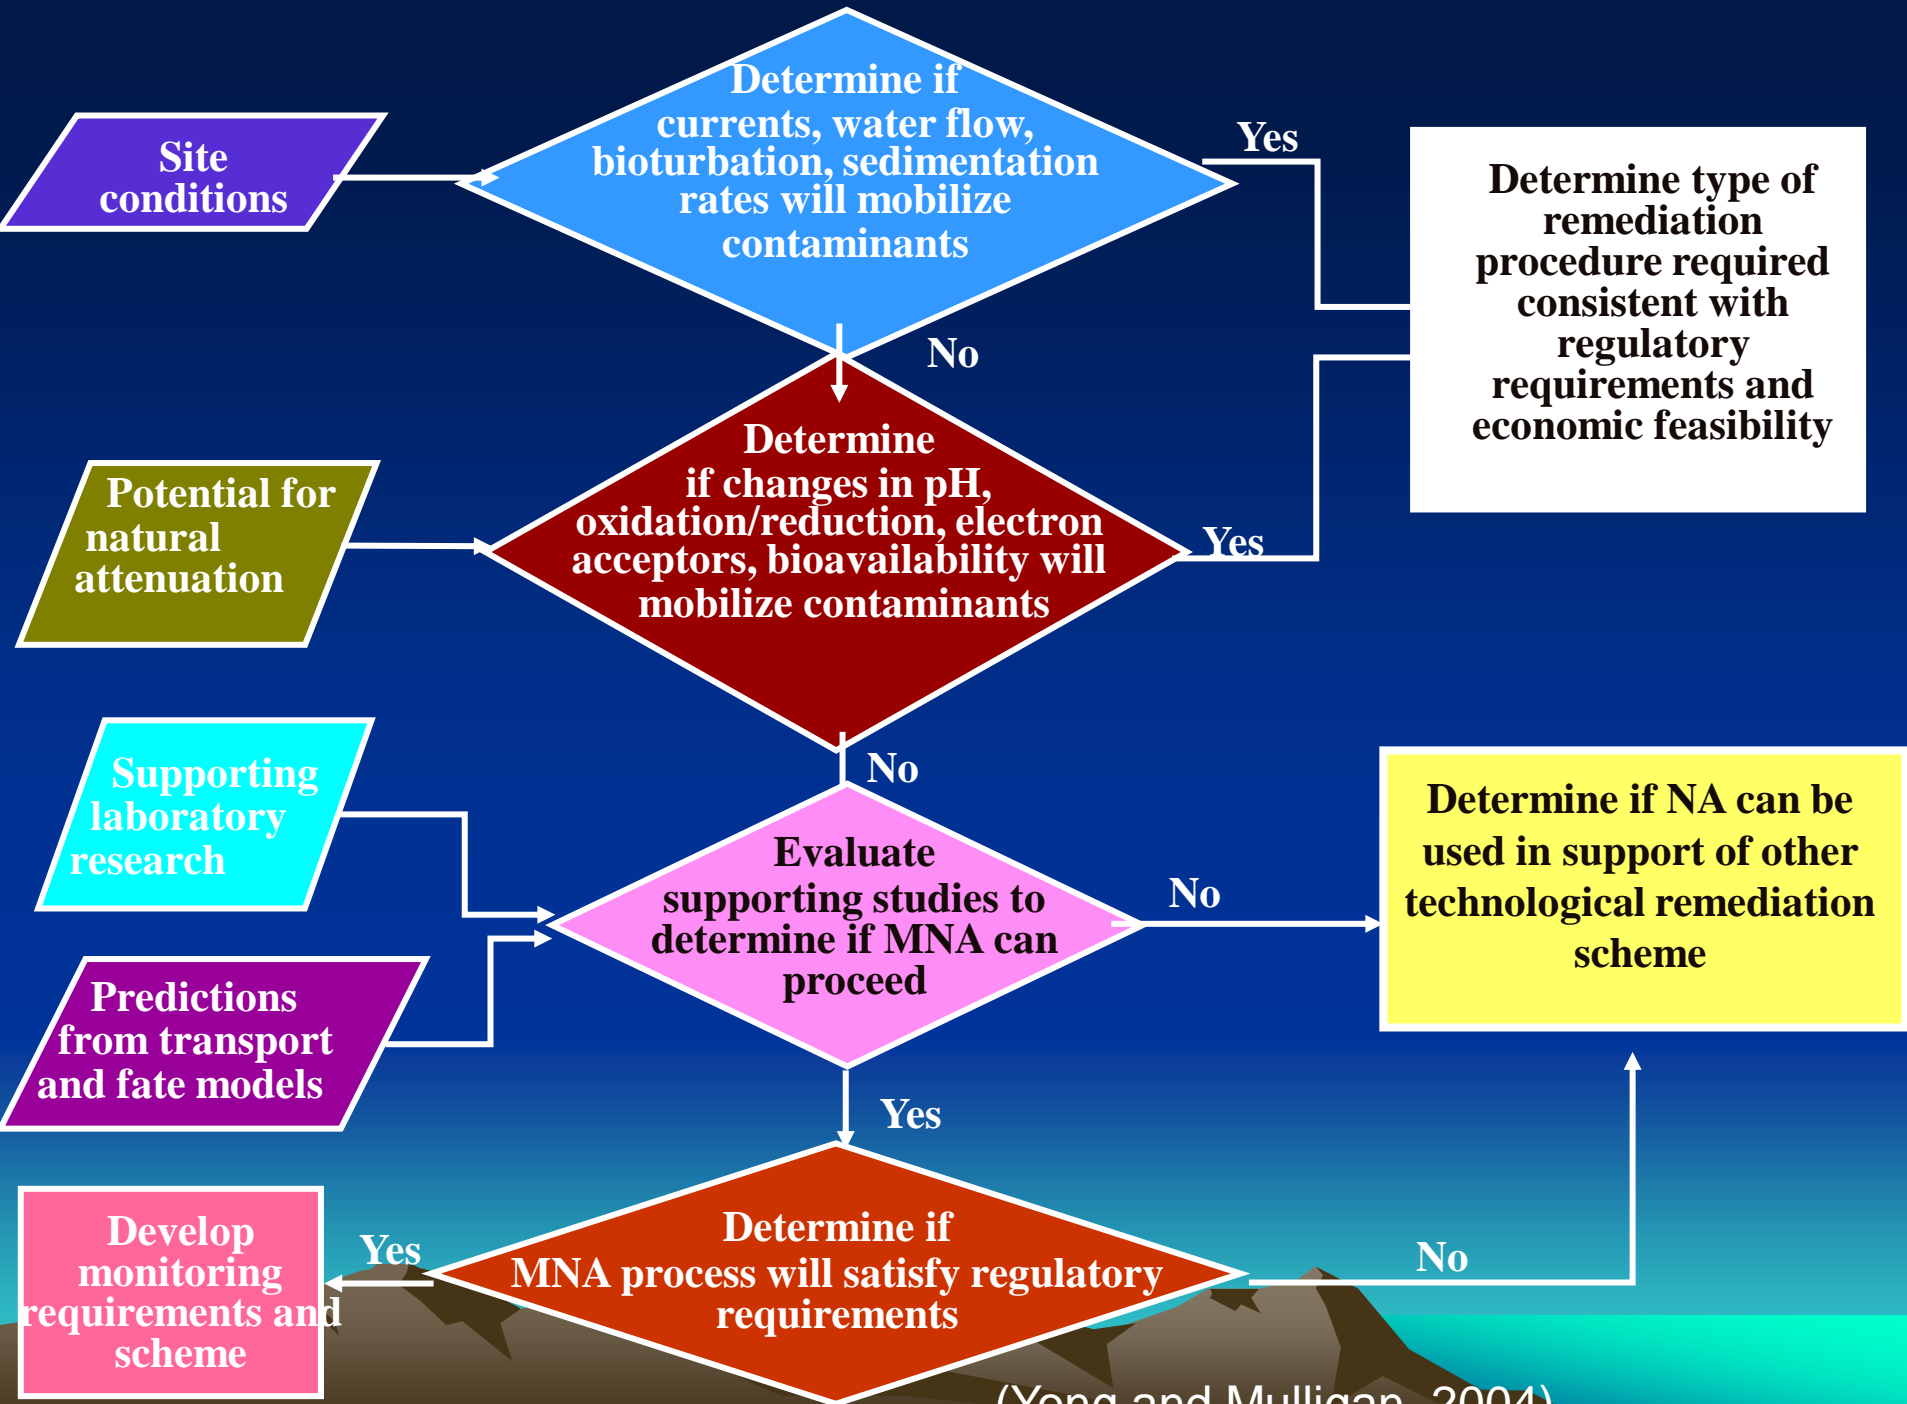 Determine if
currents, water flow,
bioturbation, sedimentation
rates will mobilize
contaminants
Site
conditions
Yes
Determine type of
remediation
procedure required
consistent with
regulatory
requirements and
economic feasibility
No
Determine
if changes in pH,
oxidation/reduction, electron
acceptors, bioavailability will
mobilize contaminants
Potential for
natural
attenuation
Yes
No
Supporting
laboratory
research
Evaluate
supporting studies to
determine if MNA can
proceed
No
Determine if NA can be
used in support of other
technological remediation
scheme
Predictions
from transport
and fate models
Yes
Determine if
MNA process will satisfy regulatory
requirements
Yes
Develop
monitoring
requirements and
scheme
No
(Yong and Mulligan, 2004)